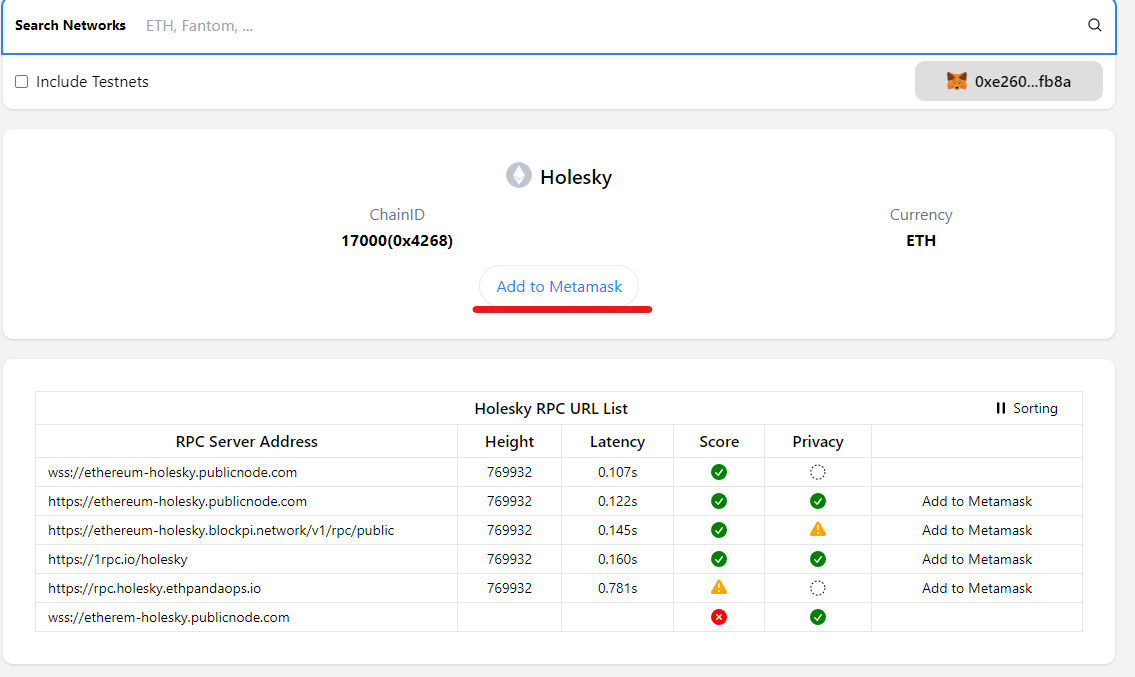 Search Networks ETH, Fantom, ...
Include Testnets 0xe260...fb8a
Holesky
ChainID Currency
17000(0x4268) ETH
Add to Metamask
Holesky RPC URL List Sorting
RPC Server Address Height Latency Score Privacy
wss://ethereum-holesky.publicnode.com 769932 0.107s
https://ethereum-holesky.publicnode.com 769932 0.122s Add to Metamask
https://ethereum-holesky.blockpi.network/v1/rpc/public 769932 0.145s Add to Metamask
https://1rpc.io/holesky 769932 0.160s Add to Metamask
https://rpc.holesky.ethpandaops.io 769932 0.781s Add to Metamask
wss://etherem-holesky.publicnode.com